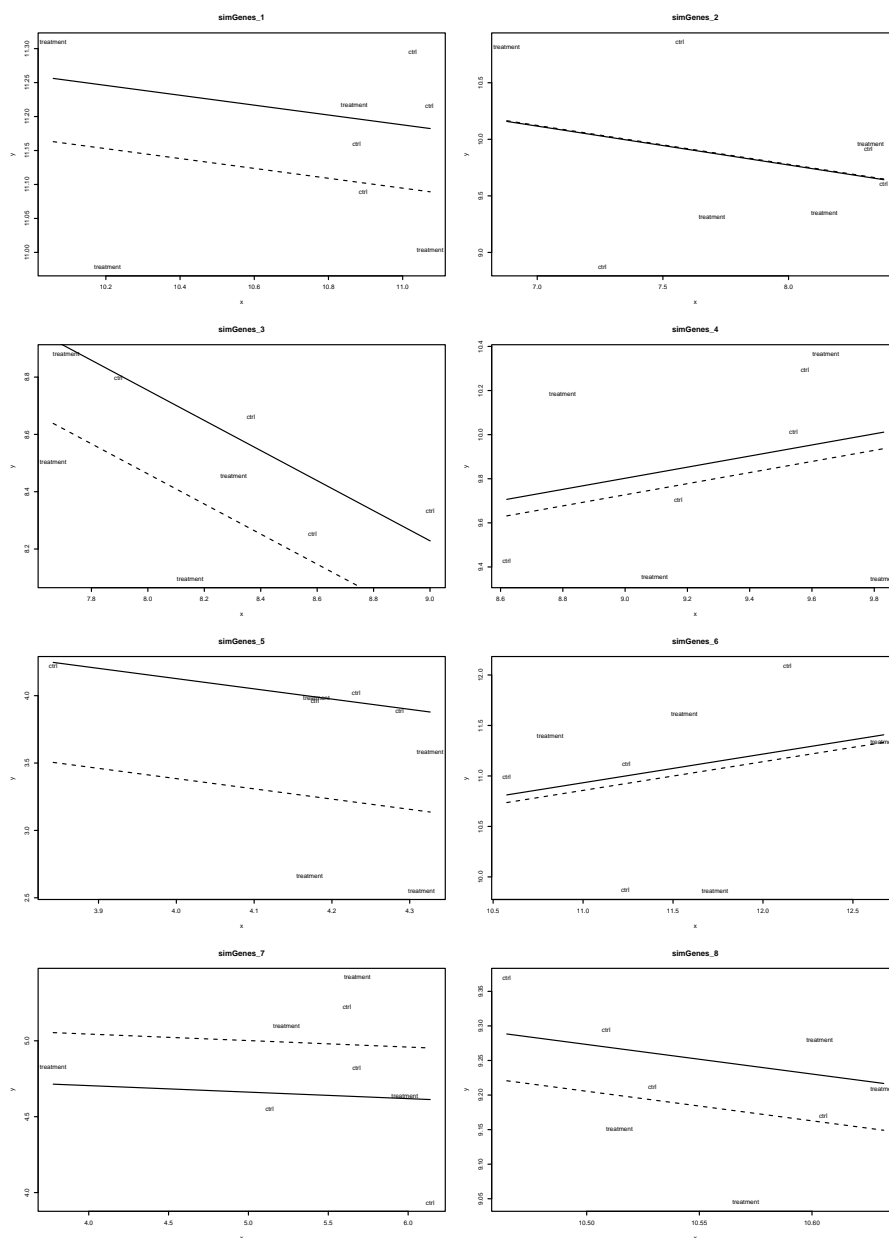 simGenes_1
treatment
ctrl
treatment
ctrl
ctrl
ctrl
treatment
treatment
y
11.00 11.05 11.10 11.15 11.20 11.25 11.30
10.2 10.4 10.6 10.8 11.0
x
simGenes_2
ctrl
treatment
treatment
ctrl
ctrl
treatment
treatment
ctrl
y
9.0 9.5 10.0 10.5
7.0 7.5 8.0
x
simGenes_3
treatment
ctrl
ctrl
treatment
treatment
ctrl
ctrl
treatment
y
8.2 8.4 8.6 8.8
7.8 8.0 8.2 8.4 8.6 8.8 9.0
x
simGenes_4
treatment
ctrl
treatment
ctrl
ctrl
ctrl
treatment
treatm
y
9.4 9.6 9.8 10.0 10.2 10.4
8.6 8.8 9.0 9.2 9.4 9.6 9.8
x
simGenes_5
ctrl
ctrl
treatment
ctrl
ctrl
treatment
treatment
treatment
y
2.5 3.0 3.5 4.0
3.9 4.0 4.1 4.2 4.3
x
simGenes_6
ctrl
treatment
treatment
treatm
ctrl
ctrl
ctrl
treatment
y
10.0 10.5 11.0 11.5 12.0
10.5 11.0 11.5 12.0 12.5
x
simGenes_7
treatment
ctrl
treatment
treatment
ctrl
treatment
ctrl
ctrl
y
4.0 4.5 5.0
4.0 4.5 5.0 5.5 6.0
simGenes_8
ctrl
ctrl
treatment
ctrl
treatm
ctrl
treatment
treatment
y
9.05 9.10 9.15 9.20 9.25 9.30 9.35
10.50 10.55 10.60